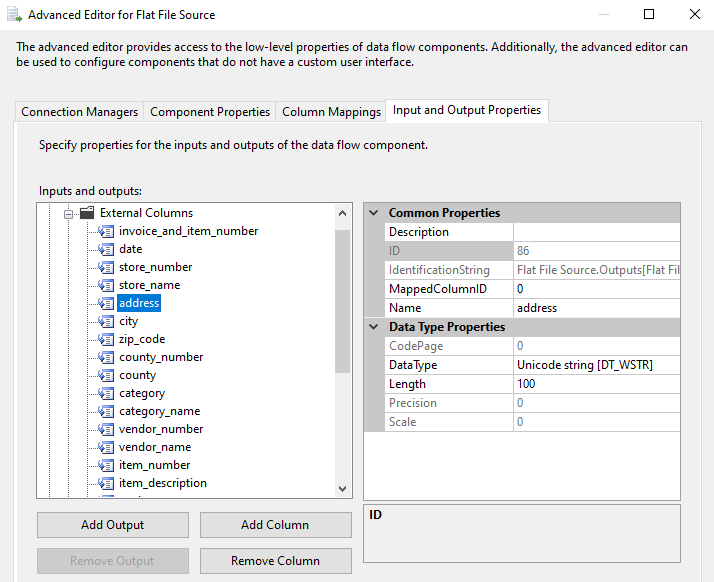 Advanced Editor for Flat File Source
The advanced editor provides access to the low-level properties of data flow components. Additionally, the advanced editor can
be used to configure components that do not have a custom user interface.
Connection Managers Component Properties Column Mappings Input and Output Properties
Specify properties for the inputs and outputs of the data flow component.
Inputs and outputs:
External Columns
invoice_and_item_number
date
store_number
store_name
address
city
zip_code
county_number
county
category
category_name
vendor_number
vendor_name
item_number
item_description
Add Output Add Column
Remove Output Remove Column
Common Properties
Description
ID 86
IdentificationString Flat File Source.Outputs[Flat Fil
MappedColumnID 0
Name address
Data Type Properties
CodePage 0
DataType Unicode string [DT_WSTR]
Length 100
Precision 0
Scale 0
ID